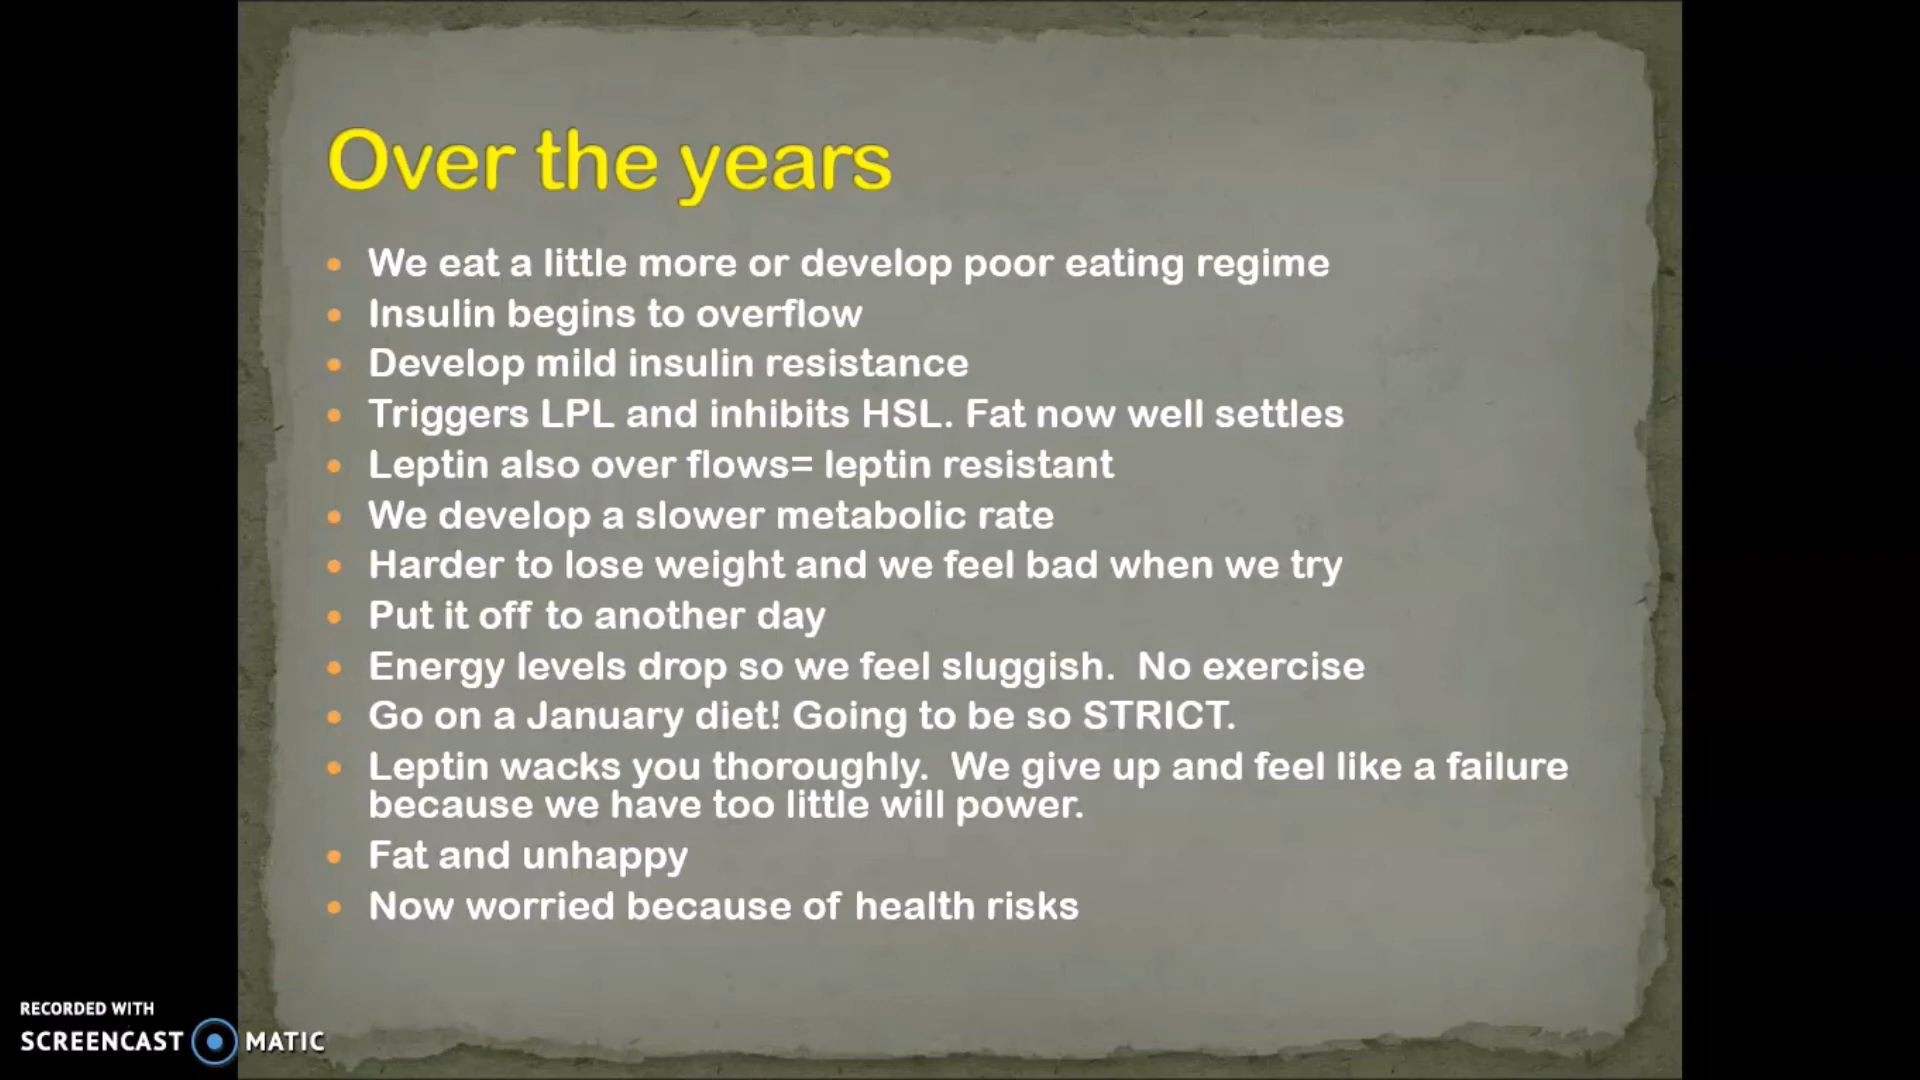 Over the years
• We eat a little more or develop poor eating regime
• Insulin begins to overflow
• Develop mild insulin resistance
• Triggers LPL and inhibits HSL. Fat now well settles
• Leptin also over flows= leptin resistant
• We develop a slower metabolic rate
• Harder to lose weight and we feel bad when we try
• Put it off to another day
• Energy levels drop so we feel sluggish.  No exercise
• Go on a January diet! Going to be so STRICT.
• Leptin wacks you thoroughly.  We give up and feel like a failure
because we have too little will power.
• Fat and unhappy
• Now worried because of health risks
RECORDED WITH
SCREENCAST MATIC